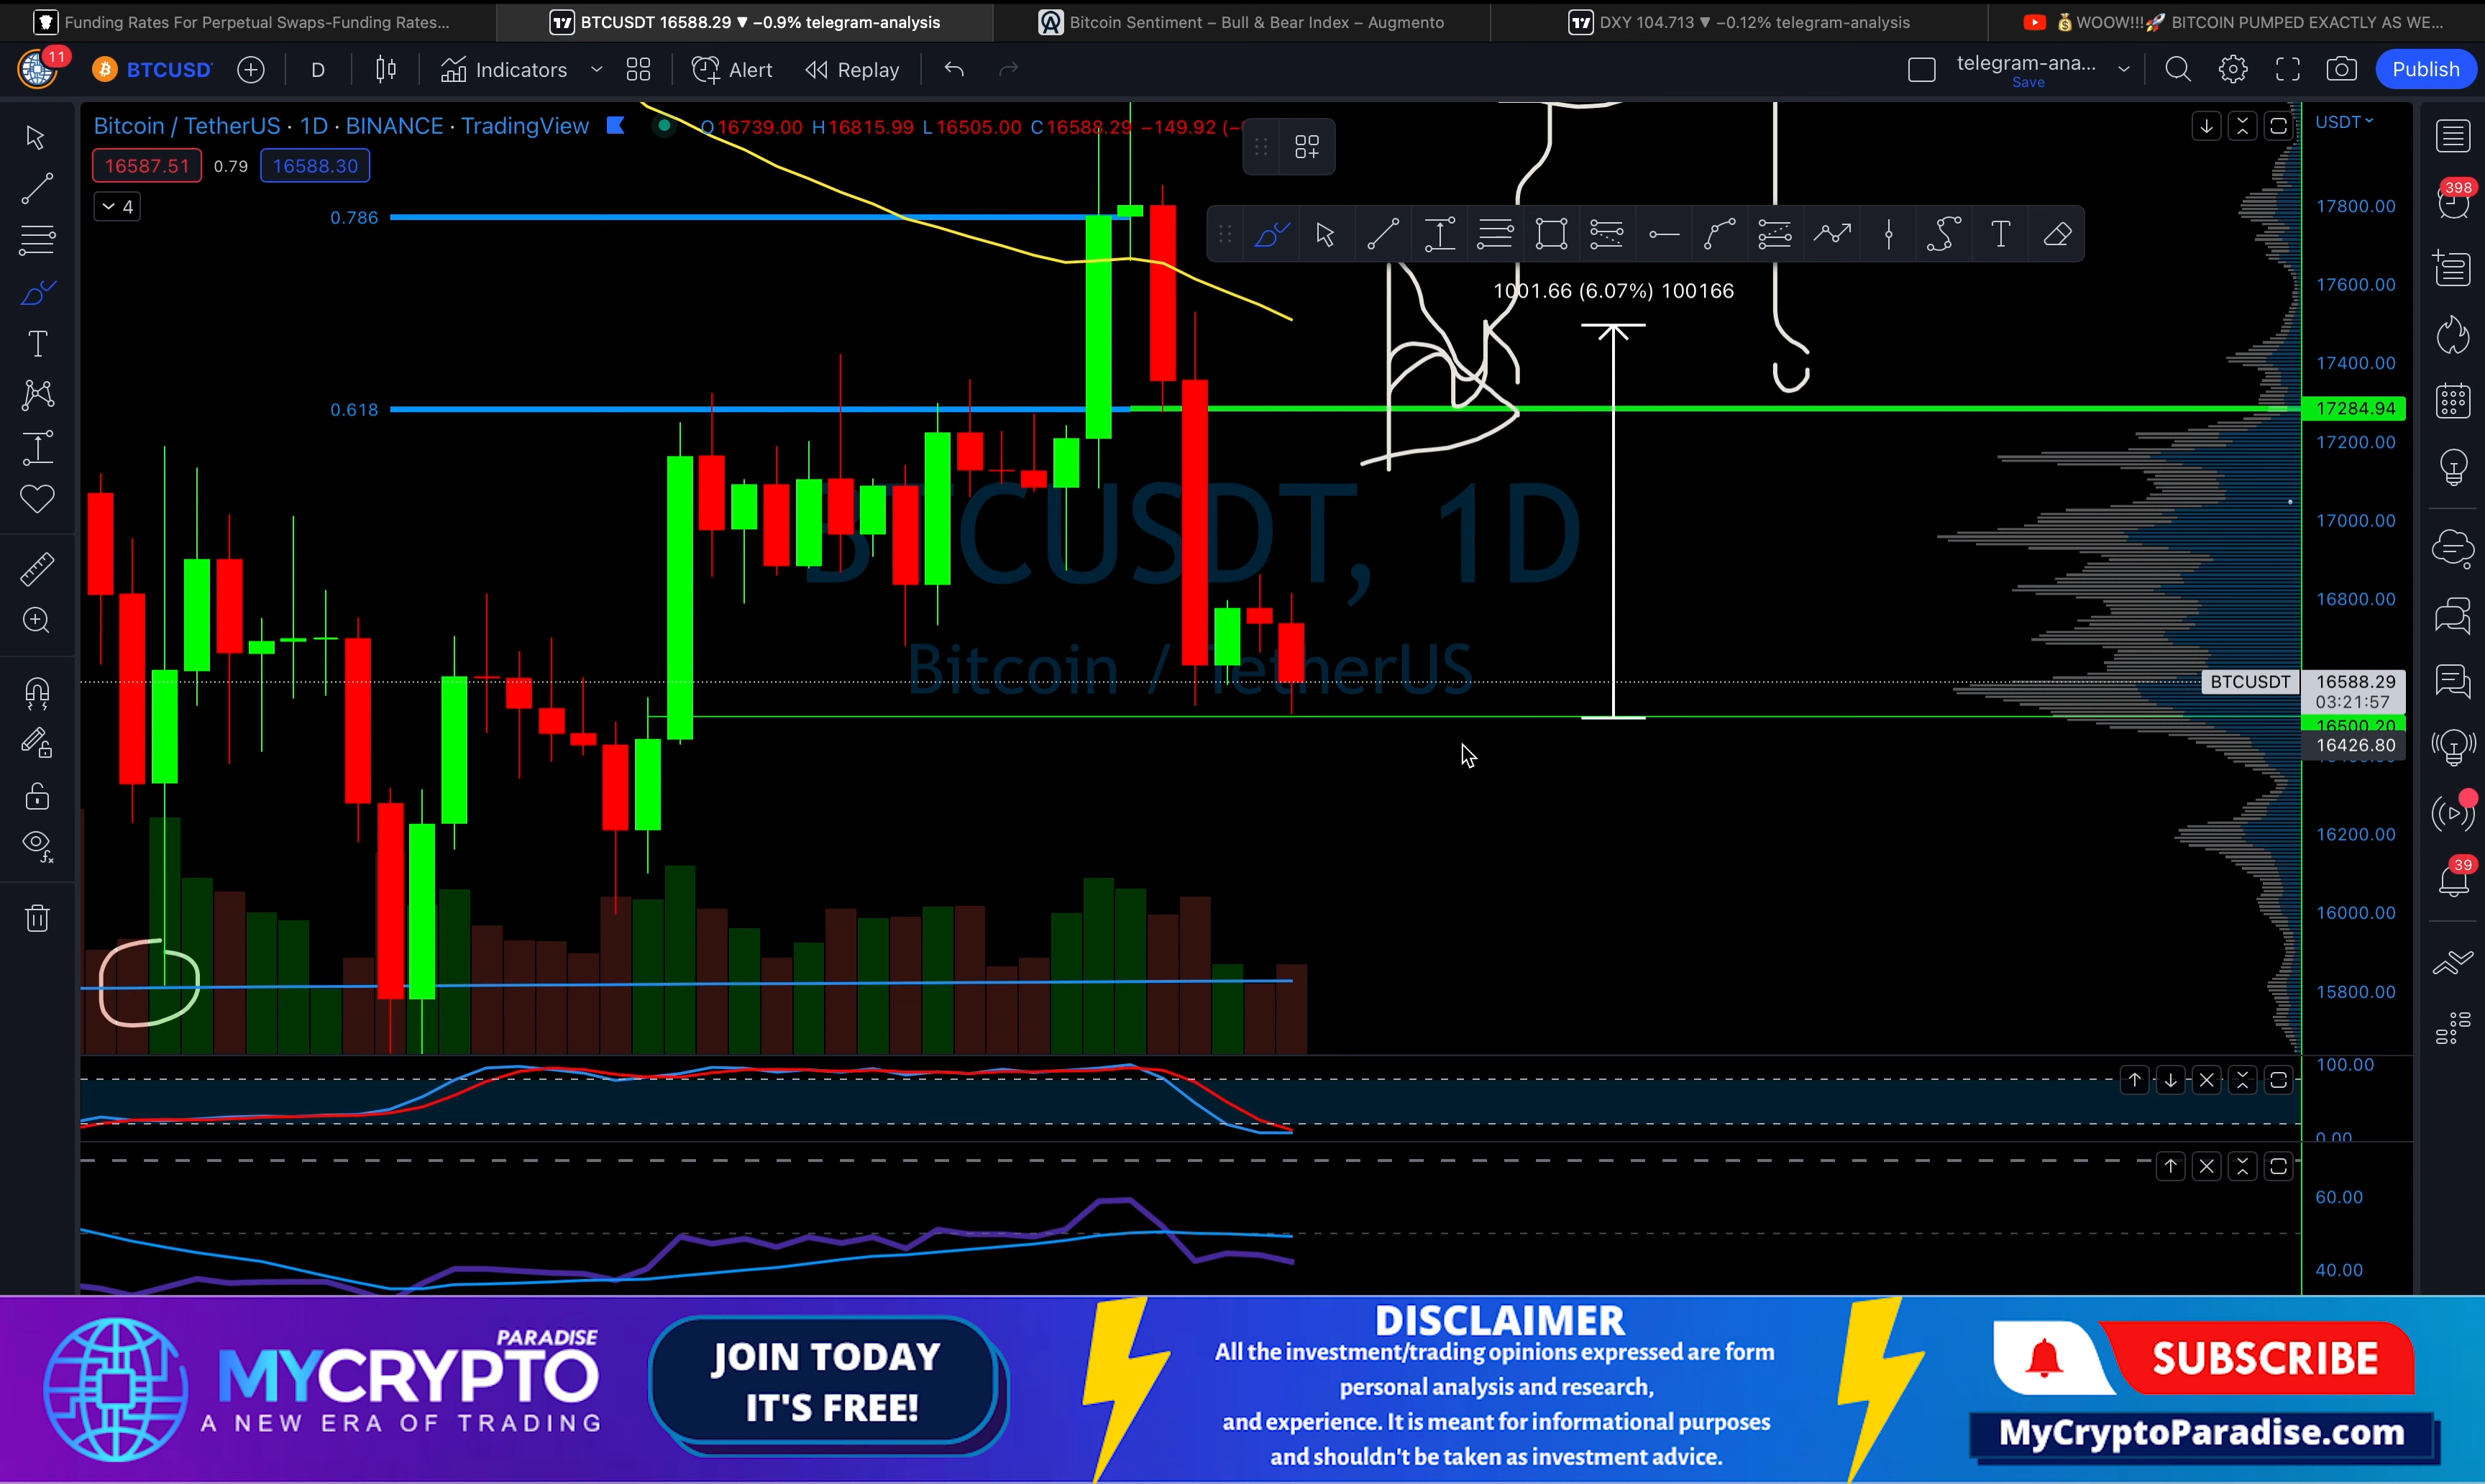 Funding Rates For Perpetual Swaps-Funding Rates...
BTCUSDT 16588.29 ▼ −0.9% telegram-analysis
Bitcoin Sentiment – Bull & Bear Index – Augmento
DXY 104.713 ▼ −0.12% telegram-analysis
💰WOOW!!!🚀 BITCOIN PUMPED EXACTLY AS WE...
11
BTCUSD
D
Indicators
Alert
Replay
telegram-ana...
Save
Publish
Bitcoin / TetherUS · 1D · BINANCE · TradingView
O16739.00 H16815.99 L16505.00 C16588.29 −149.92 (−
USDT
16587.51 0.79 16588.30
4
398
17800.00
0.786
1001.66 (6.07%) 100166
17600.00
17400.00
0.618
17284.94
17200.00
BTCUSDT, 1D
Bitcoin / TetherUS
17000.00
16800.00
BTCUSDT 16588.29
03:21:57
16500.20
16426.80
16200.00
39
16000.00
15800.00
100.00
0.00
60.00
40.00
PARADISE
MYCRYPTO
A NEW ERA OF TRADING
JOIN TODAY
IT'S FREE!
DISCLAIMER
All the investment/trading opinions expressed are form
personal analysis and research,
and experience. It is meant for informational purposes
and shouldn't be taken as investment advice.
SUBSCRIBE
MyCryptoParadise.com